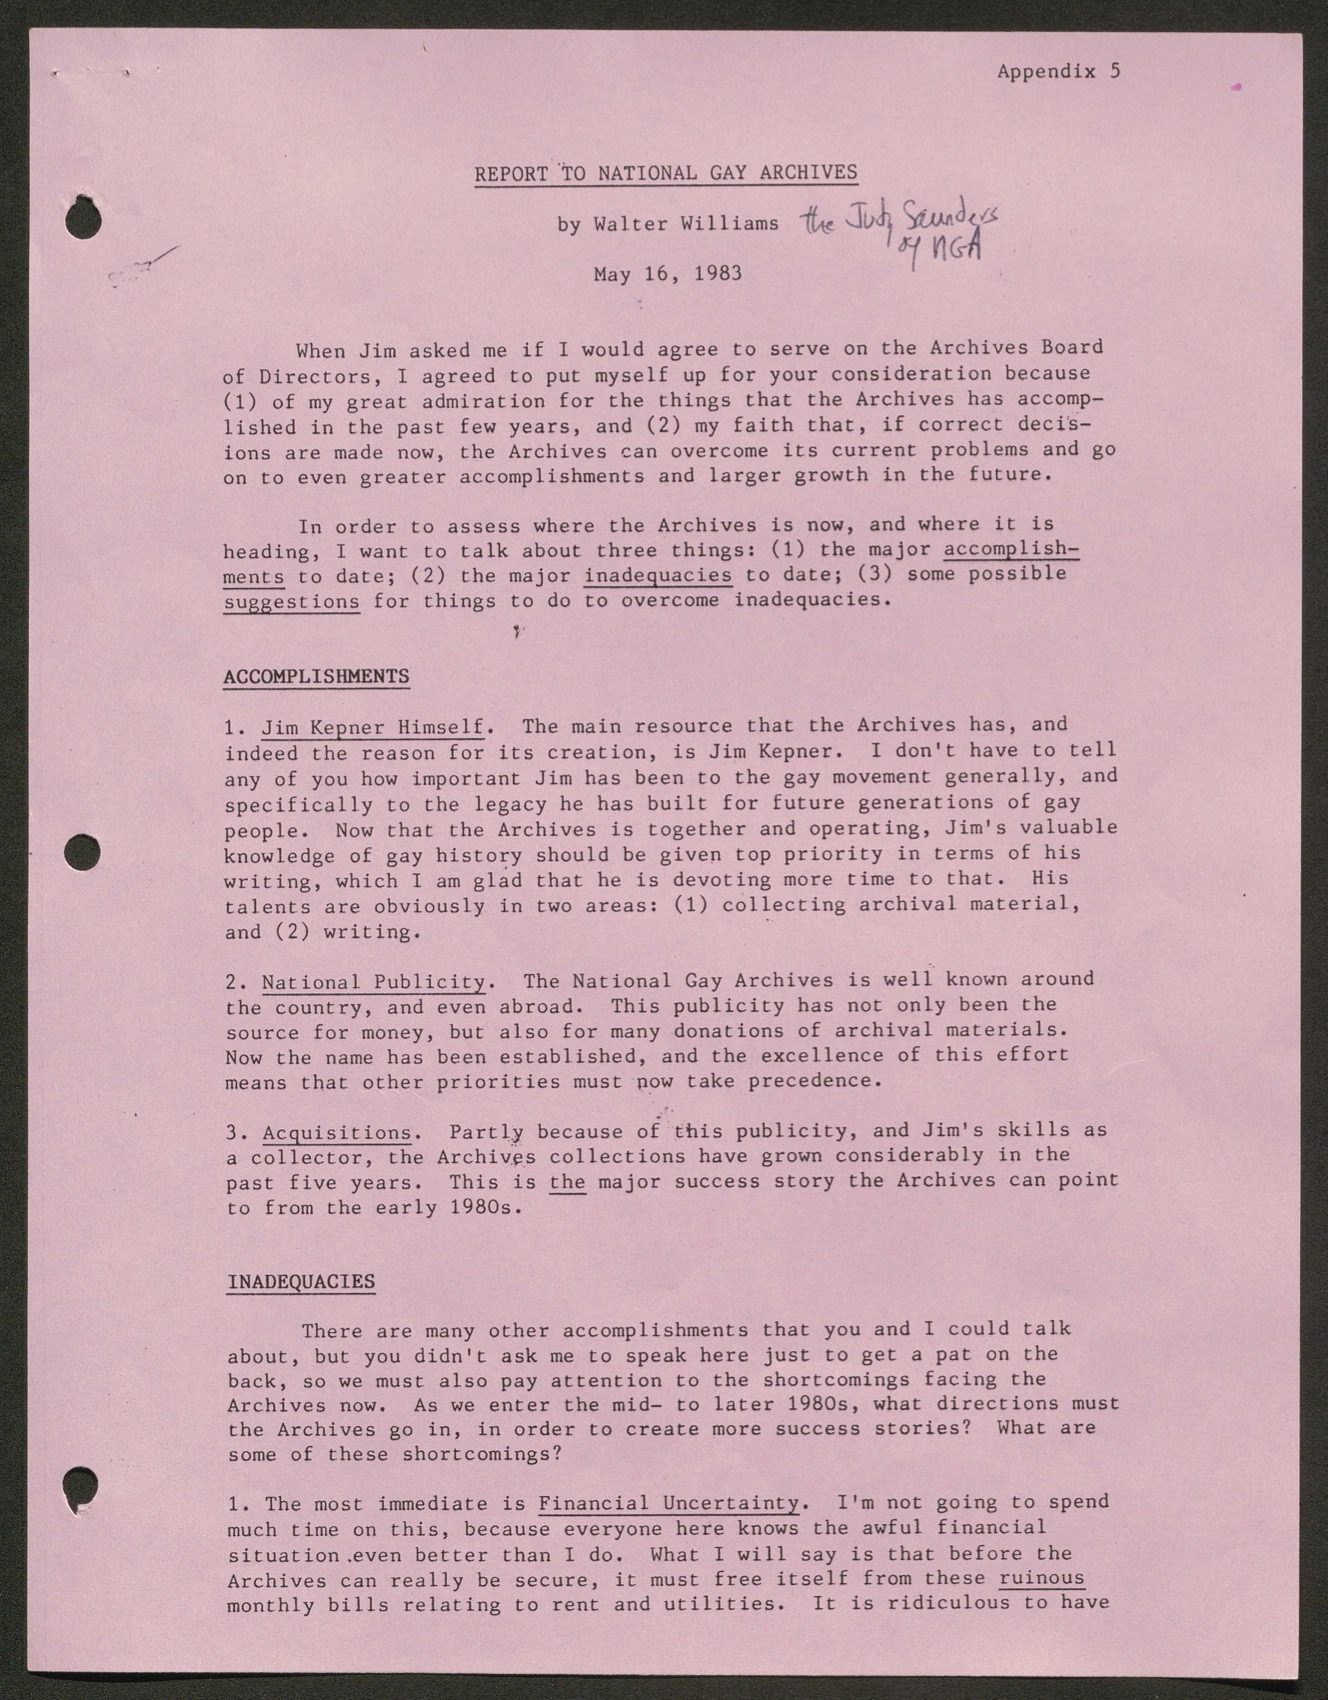 Appendix 5
REPORT TO NATIONAL GAY ARCHIVES
by Walter Williams the Judy Saunders
of NGA
May 16, 1983
When Jim asked me if I would agree to serve on the Archives Board
of Directors, I agreed to put myself up for your consideration because
(1) of my great admiration for the things that the Archives has accomp-
lished in the past few years, and (2) my faith that, if correct decis-
ions are made now, the Archives can overcome its current problems and go
on to even greater accomplishments and larger growth in the future.
In order to assess where the Archives is now, and where it is
heading, I want to talk about three things: (1) the major accomplish-
ments to date; (2) the major inadequacies to date; (3) some possible
suggestions for things to do to overcome inadequacies.
ACCOMPLISHMENTS
1. Jim Kepner Himself. The main resource that the Archives has, and
indeed the reason for its creation, is Jim Kepner. I don't have to tell
any of you how important Jim has been to the gay movement generally, and
specifically to the legacy he has built for future generations of gay
people. Now that the Archives is together and operating, Jim's valuable
knowledge of gay history should be given top priority in terms of his
writing, which I am glad that he is devoting more time to that. His
talents are obviously in two areas: (1) collecting archival material,
and (2) writing.
2. National Publicity. The National Gay Archives is well known around
the country, and even abroad. This publicity has not only been the
source for money, but also for many donations of archival materials.
Now the name has been established, and the excellence of this effort
means that other priorities must now take precedence.
3. Acquisitions. Partly because of this publicity, and Jim's skills as
a collector, the Archives collections have grown considerably in the
past five years. This is the major success story the Archives can point
to from the early 1980s.
INADEQUACIES
There are many other accomplishments that you and I could talk
about, but you didn't ask me to speak here just to get a pat on the
back, so we must also pay attention to the shortcomings facing the
Archives now. As we enter the mid- to later 1980s, what directions must
the Archives go in, in order to create more success stories? What are
some of these shortcomings?
1. The most immediate is Financial Uncertainty. I'm not going to spend
much time on this, because everyone here knows the awful financial
situation even better than I do. What I will say is that before the
Archives can really be secure, it must free itself from these ruinous
monthly bills relating to rent and utilities. It is ridiculous to have